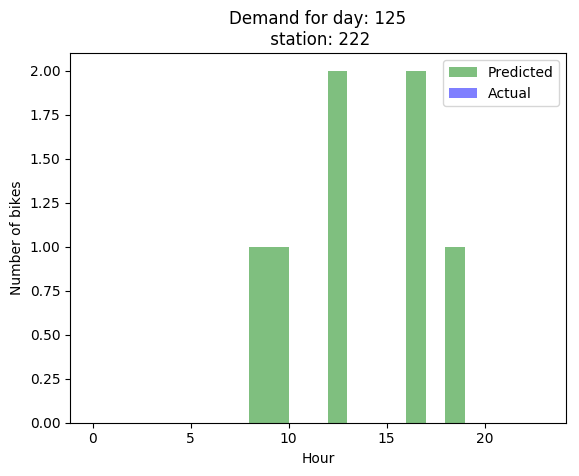 Demand for day: 125
station: 222
Predicted
Actual
2.00
1.75
1.50
1.25
1.00
0.75
0.50
0.25
0.00
Number of bikes
0 5 10 15 20
Hour